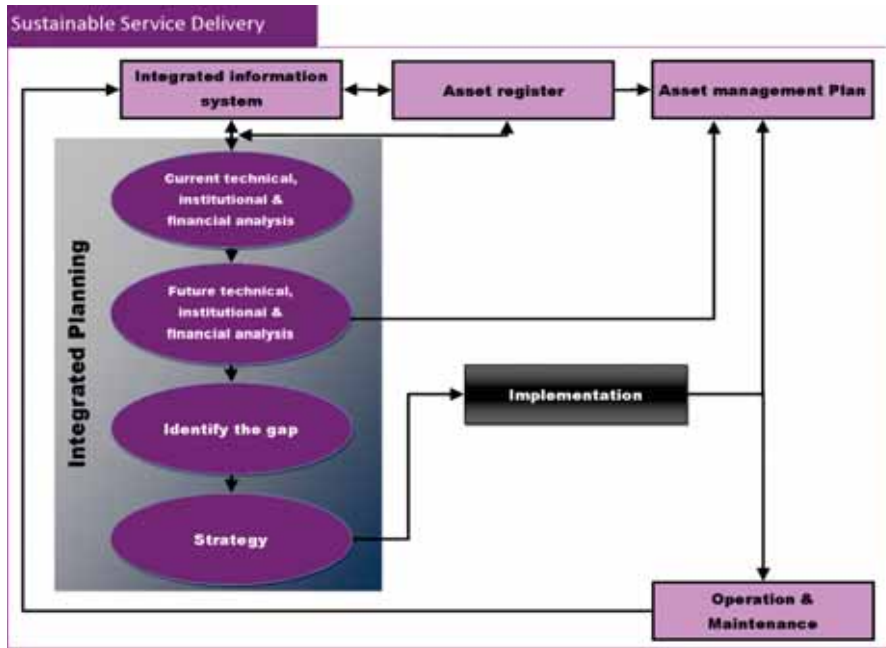 Sustainable Service Delivery
Integrated information
system
Asset register
Asset management Plan
Current technical,
institutional &
financial analysis
Future technical,
institutional &
financial analysis
Integrated Planning
Implementation
Identify the gap
Strategy
Operation &
Maintenance